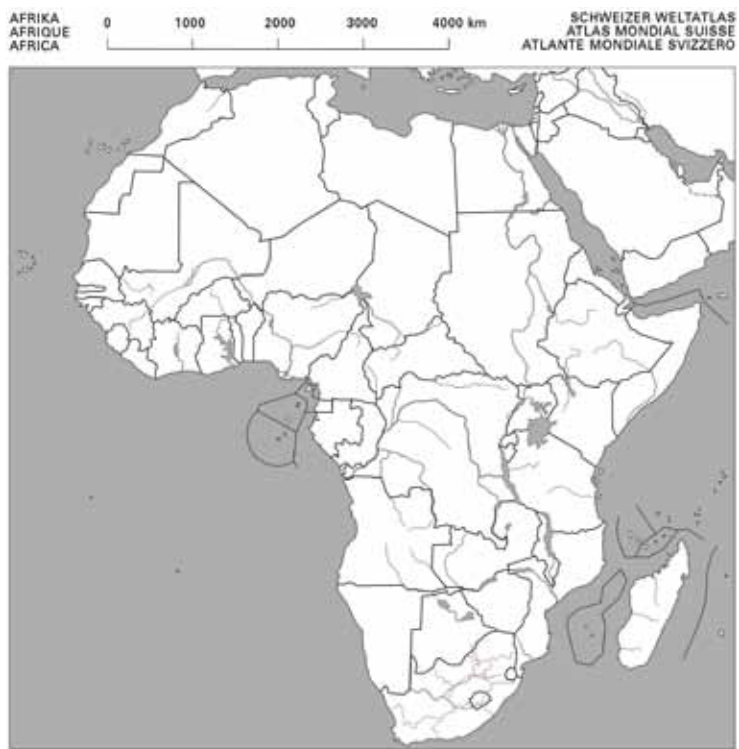 AFRIKA
AFRIQUE
AFRICA
0 1000 2000 3000 4000 km
SCHWEIZER WELTATLAS
ATLAS MONDIAL SUISSE
ATLANTE MONDIALE SVIZZERO